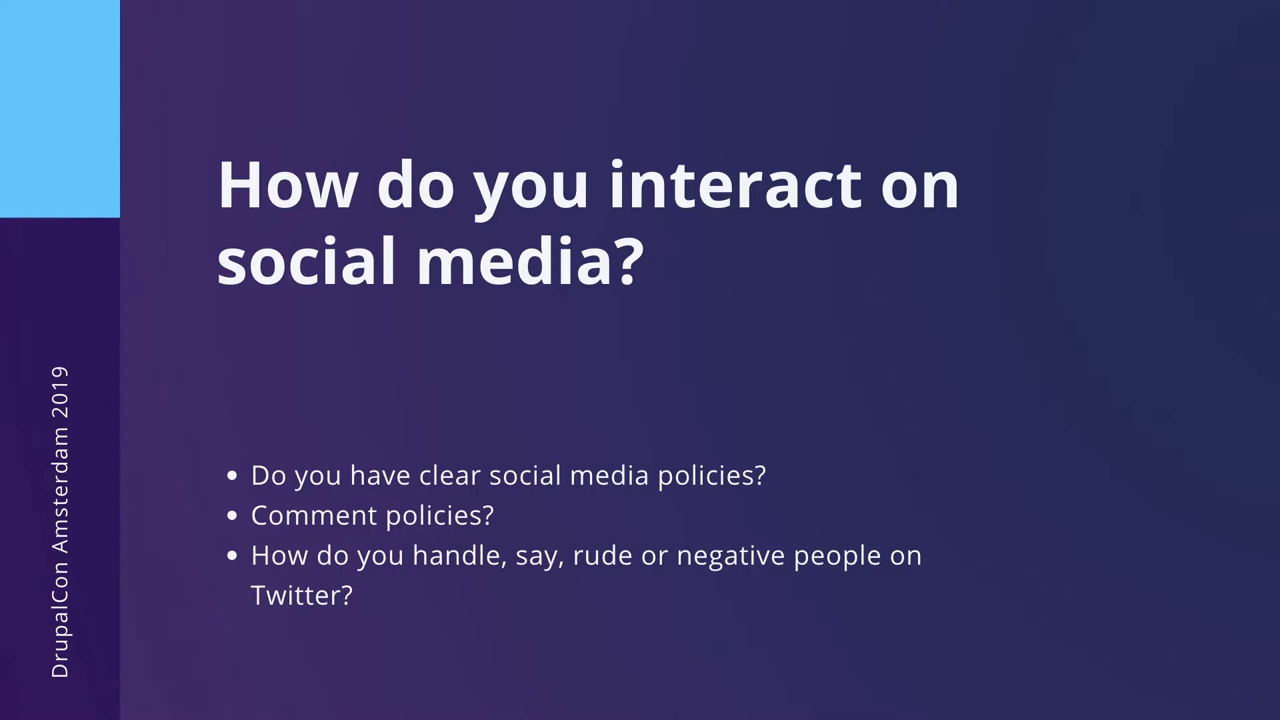 How do you interact on
social media?
• Do you have clear social media policies?
• Comment policies?
• How do you handle, say, rude or negative people on
Twitter?
DrupalCon Amsterdam 2019